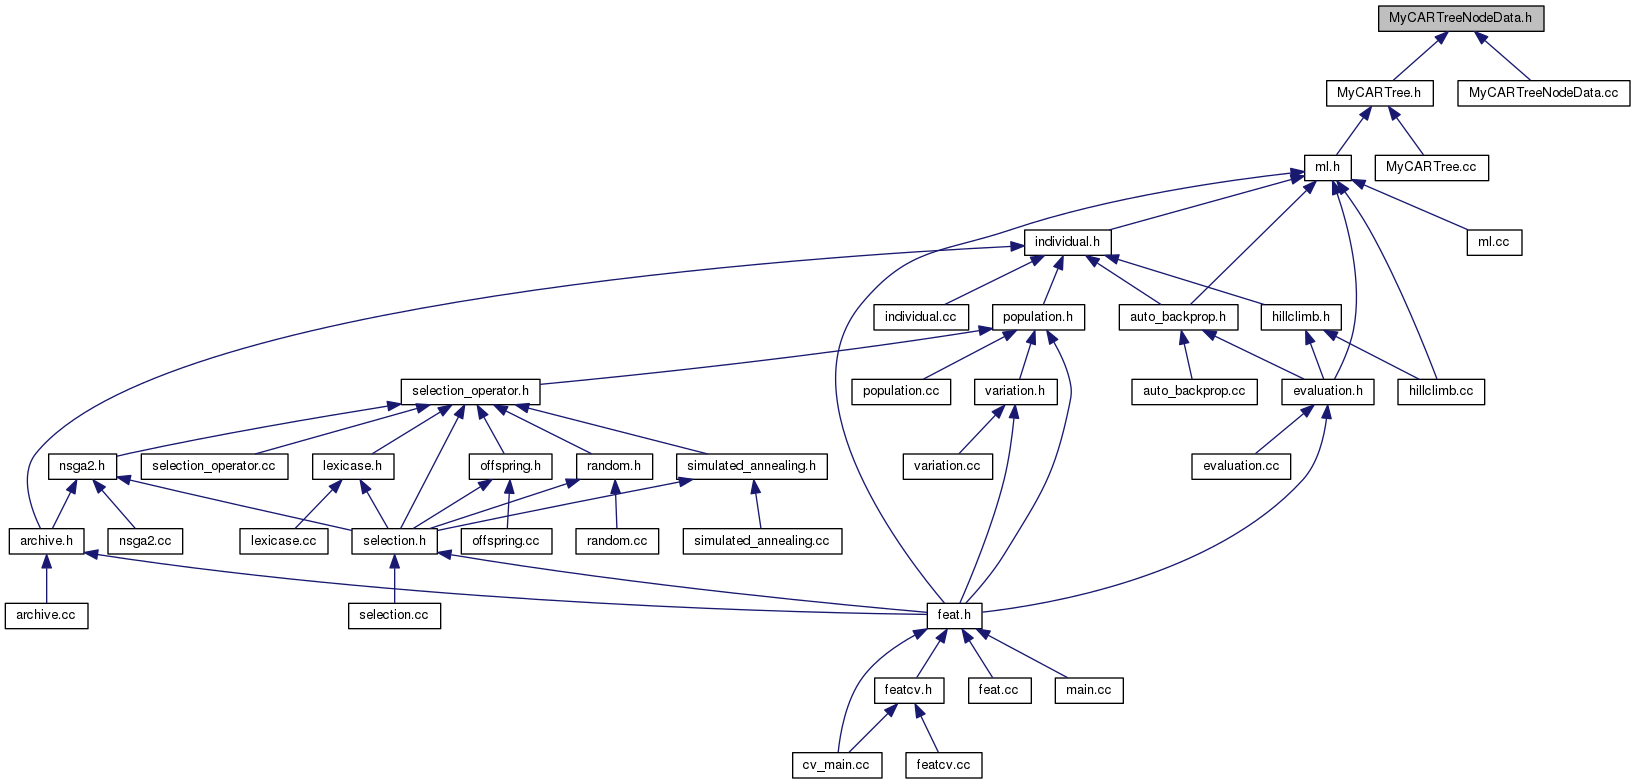 MyCARTreeNodeData.h
MyCARTree.h
MyCARTreeNodeData.cc
ml.h
MyCARTree.cc
individual.h
ml.cc
individual.cc
population.h
auto_backprop.h
hillclimb.h
selection_operator.h
population.cc
variation.h
auto_backprop.cc
evaluation.h
hillclimb.cc
nsga2.h
selection_operator.cc
lexicase.h
offspring.h
random.h
simulated_annealing.h
variation.cc
evaluation.cc
archive.h
nsga2.cc
lexicase.cc
selection.h
offspring.cc
random.cc
simulated_annealing.cc
archive.cc
selection.cc
feat.h
featcv.h
feat.cc
main.cc
cv_main.cc
featcv.cc